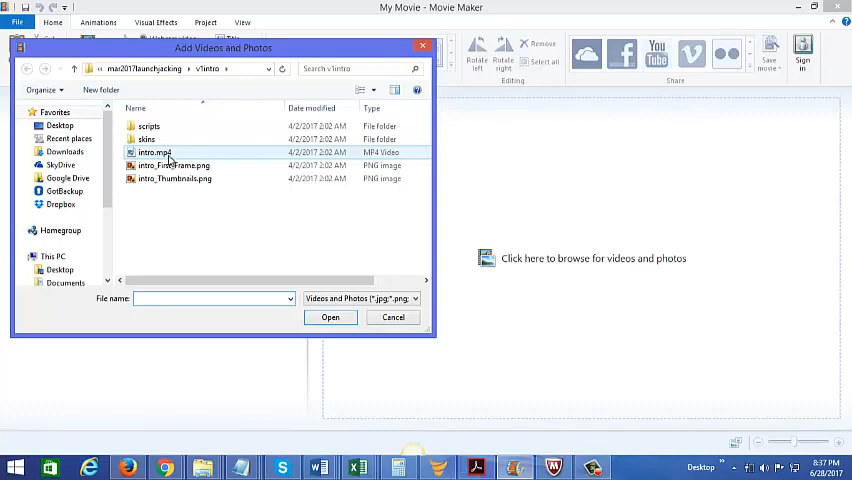 My Movie - Movie Maker
File
Home
Animations
Visual Effects
Project
View
Add Videos and Photos
mar2017launchjacking
v1intro
Search v1intro
Organize
New folder
Favorites
Desktop
Recent places
Downloads
SkyDrive
Google Drive
GotBackup
Dropbox
Homegroup
This PC
Desktop
Documents
Name
Date modified
Type
scripts 4/2/2017 2:02 AM File folder
skins 4/2/2017 2:02 AM File folder
intro.mp4 4/2/2017 2:02 AM MP4 Video
intro_First_Frame.png 4/2/2017 2:02 AM PNG image
intro_Thumbnails.png 4/2/2017 2:02 AM PNG image
File name:
Videos and Photos (*.jpg;*.png;
Open
Cancel
Rotate left
Rotate right
Remove
Select all
Editing
You Tube
Share
Save movie
Sign in
Click here to browse for videos and photos
Desktop
8:37 PM
6/28/2017